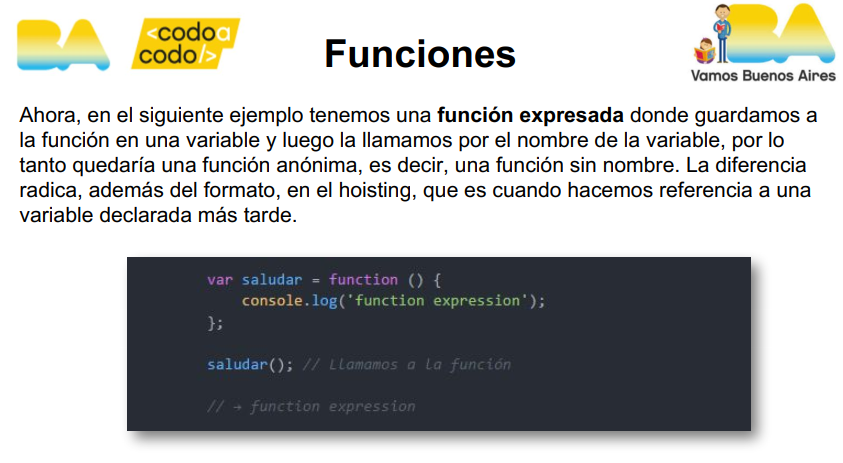 BA
<codoa
codo/>
Funciones
BA
Vamos Buenos Aires
Ahora, en el siguiente ejemplo tenemos una función expresada donde guardamos a
la función en una variable y luego la llamamos por el nombre de la variable, por lo
tanto quedaría una función anónima, es decir, una función sin nombre. La diferencia
radica, además del formato, en el hoisting, que es cuando hacemos referencia a una
variable declarada más tarde.
var saludar = function () {
    console.log('function expression');
};
saludar(); // Llamamos a la función
// → function expression